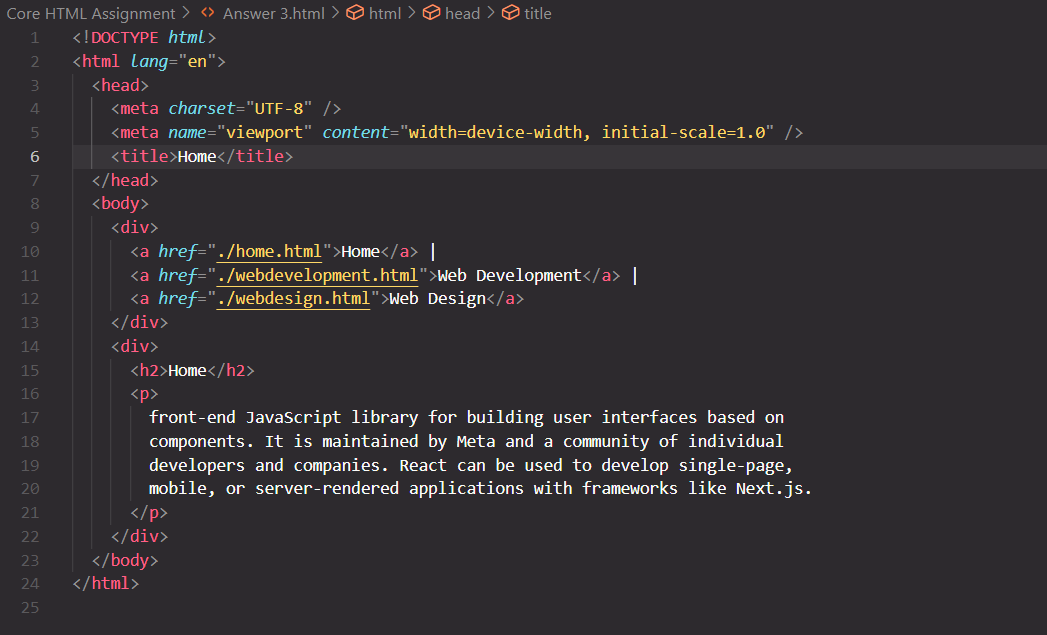 Core HTML Assignment > <> Answer 3.html > html > head > title
1 <!DOCTYPE html>
2 <html lang="en">
3   <head>
4     <meta charset="UTF-8" />
5     <meta name="viewport" content="width=device-width, initial-scale=1.0" />
6     <title>Home</title>
7   </head>
8   <body>
9     <div>
10       <a href="./home.html">Home</a> |
11       <a href="./webdevelopment.html">Web Development</a> |
12       <a href="./webdesign.html">Web Design</a>
13     </div>
14     <div>
15       <h2>Home</h2>
16       <p>
17         front-end JavaScript library for building user interfaces based on
18         components. It is maintained by Meta and a community of individual
19         developers and companies. React can be used to develop single-page,
20         mobile, or server-rendered applications with frameworks like Next.js.
21       </p>
22     </div>
23   </body>
24 </html>
25